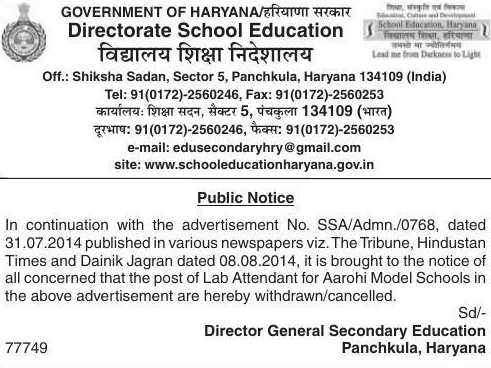 GOVERNMENT OF HARYANA/हरियाणा सरकार
Directorate School Education
विद्यालय शिक्षा निदेशालय
शिक्षा, संस्कृति एवं विकास
Education, Culture and Development
School Education, Haryana
विद्यालय शिक्षा, हरियाणा
तमसो मा ज्योतिर्गमय
Lead me from Darkness to Light
Off.: Shiksha Sadan, Sector 5, Panchkula, Haryana 134109 (India)
Tel: 91(0172)-2560246, Fax: 91(0172)-2560253
कार्यालय: शिक्षा सदन, सैक्टर 5, पंचकुला 134109 (भारत)
दूरभाष: 91(0172)-2560246, फैक्स: 91(0172)-2560253
e-mail: edusecondaryhry@gmail.com
site: www.schooleducationharyana.gov.in
Public Notice
In continuation with the advertisement No. SSA/Admn./0768, dated
31.07.2014 published in various newspapers viz. The Tribune, Hindustan
Times and Dainik Jagran dated 08.08.2014, it is brought to the notice of
all concerned that the post of Lab Attendant for Aarohi Model Schools in
the above advertisement are hereby withdrawn/cancelled.
Sd/-
Director General Secondary Education
77749 Panchkula, Haryana